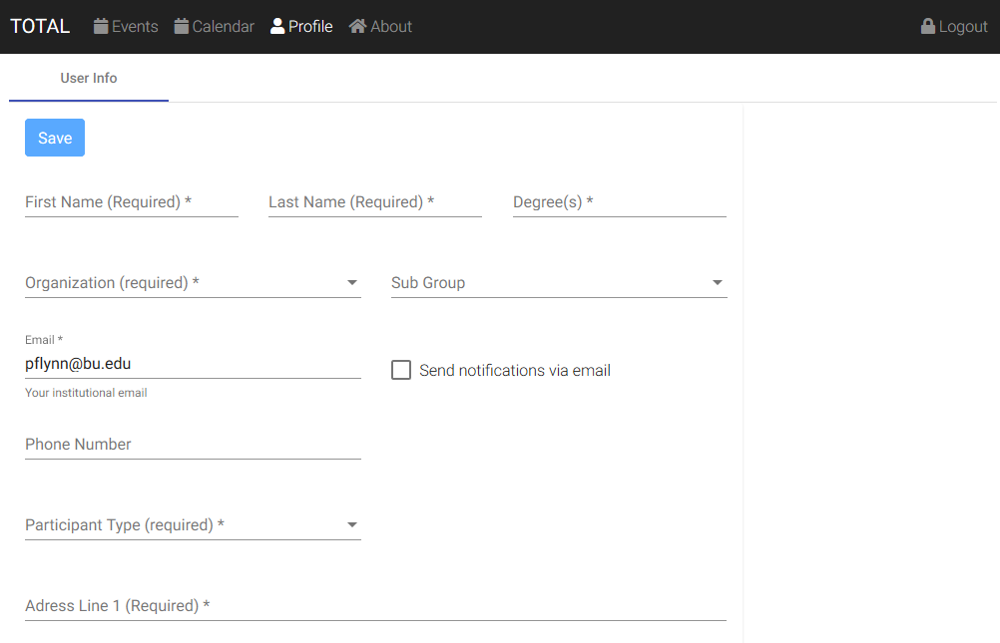 TOTAL Events Calendar Profile About Logout
User Info
Save
First Name (Required) * Last Name (Required) * Degree(s) *
Organization (required) * Sub Group
Email *
pflynn@bu.edu
Send notifications via email
Your institutional email
Phone Number
Participant Type (required) *
Adress Line 1 (Required) *